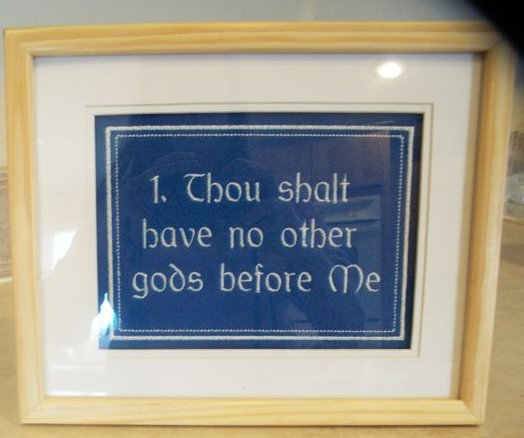 1. Thou shalt
have no other
gods before Me